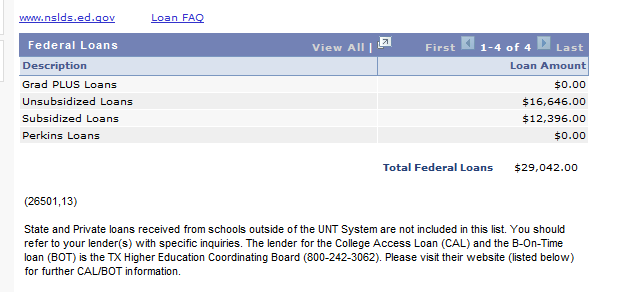 www.nslds.ed.gov Loan FAQ
Federal Loans View All | First 1-4 of 4 Last
Description Loan Amount
Grad PLUS Loans $0.00
Unsubsidized Loans $16,646.00
Subsidized Loans $12,396.00
Perkins Loans $0.00
Total Federal Loans $29,042.00
(26501,13)
State and Private loans received from schools outside of the UNT System are not included in this list. You should
refer to your lender(s) with specific inquiries. The lender for the College Access Loan (CAL) and the B-On-Time
loan (BOT) is the TX Higher Education Coordinating Board (800-242-3062). Please visit their website (listed below)
for further CAL/BOT information.